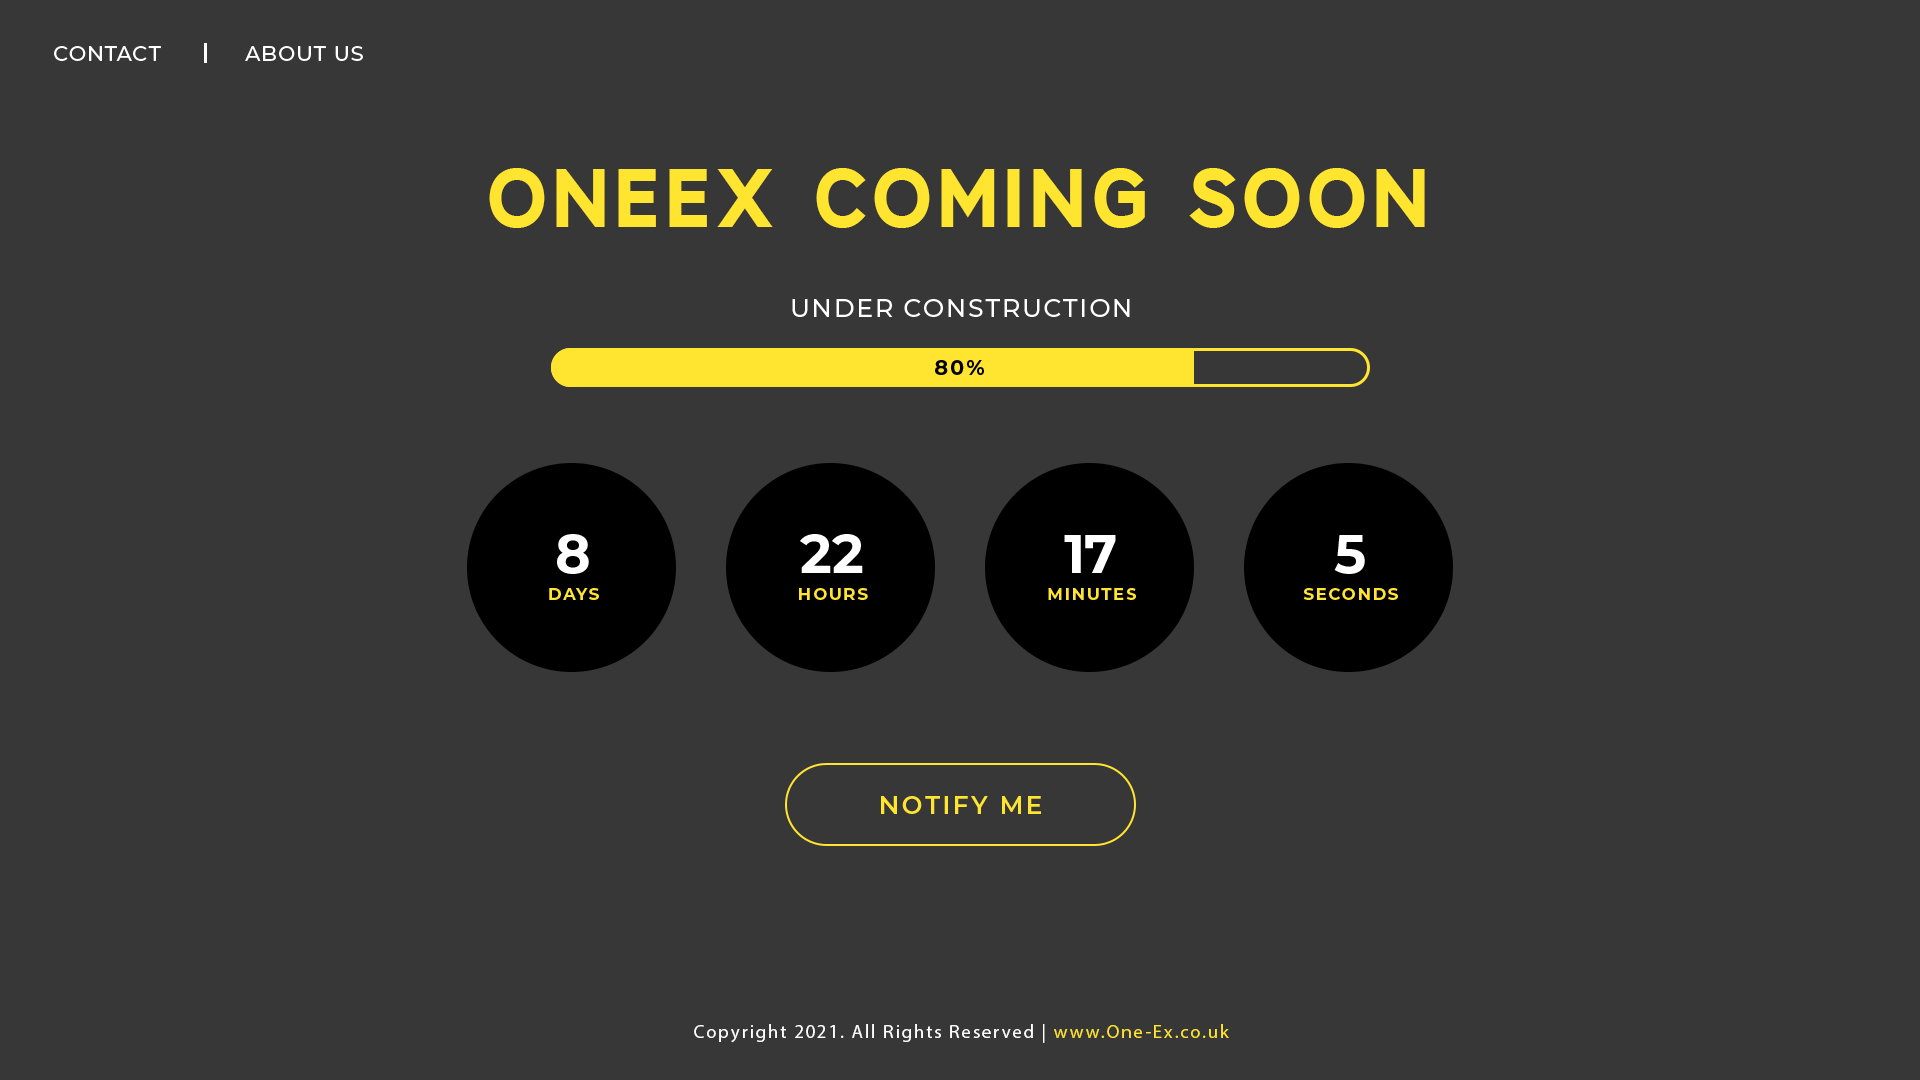 CONTACT | ABOUT US
ONEEX COMING SOON
UNDER CONSTRUCTION
80%
8 22 17 5
DAYS HOURS MINUTES SECONDS
NOTIFY ME
Copyright 2021. All Rights Reserved | www.One-Ex.co.uk